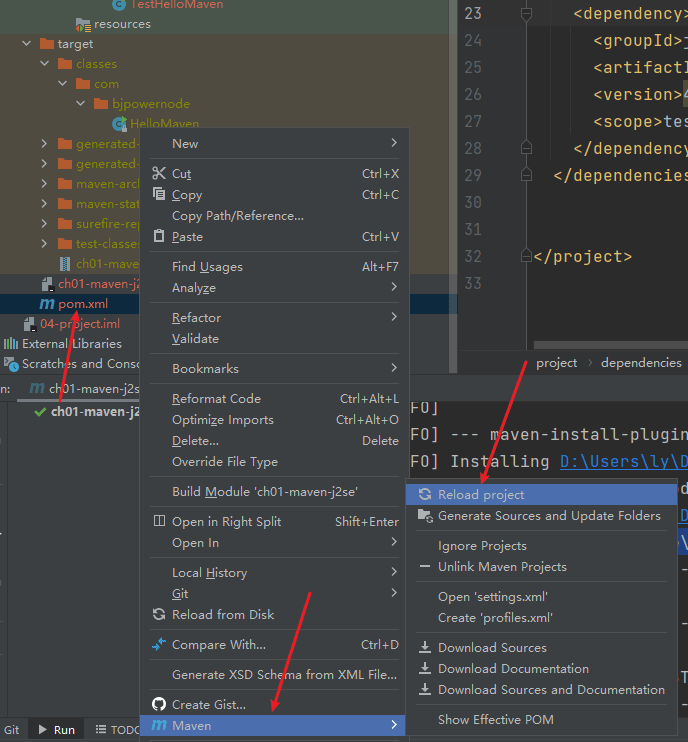 TestHelloMaven
resources
target
classes
com
bjpowernode
HelloMaven
generated-
generated-
maven-arc
maven-stat
surefire-rep
test-classes
ch01-mave
ch01-maven-j2
pom.xml
04-project.iml
External Libraries
Scratches and Conso
n:
ch01-maven-j2s
ch01-maven-j2
23 <dependency>
24 <groupId>
25 <artifactI
26 <version>4
27 <scope>tes
28 </dependency
29 </dependencies
30
31
32 </project>
33
project › dependencies
FO]
FO] --- maven-install-plugin
FO] Installing D:\Users\ly\D
New
Cut Ctrl+X
Copy Ctrl+C
Copy Path/Reference...
Paste Ctrl+V
Find Usages Alt+F7
Analyze
Refactor
Validate
Bookmarks
Reformat Code Ctrl+Alt+L
Optimize Imports Ctrl+Alt+O
Delete... Delete
Override File Type
Build Module 'ch01-maven-j2se'
Open in Right Split Shift+Enter
Open In
Local History
Git
Reload from Disk
Compare With... Ctrl+D
Generate XSD Schema from XML File...
Create Gist...
Maven
Reload project
Generate Sources and Update Folders
Ignore Projects
Unlink Maven Projects
Open 'settings.xml'
Create 'profiles.xml'
Download Sources
Download Documentation
Download Sources and Documentation
Show Effective POM
Git
Run
TODO